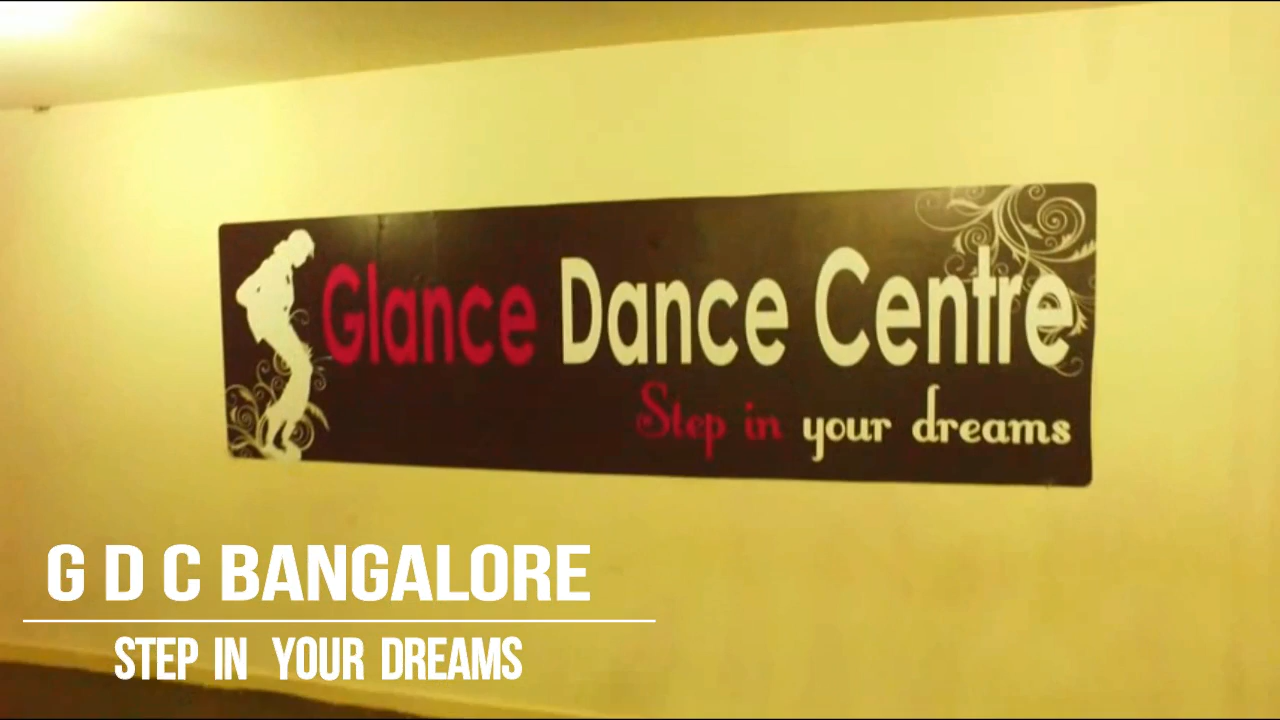 Glance Dance Centre
Step in your dreams
G D C BANGALORE
STEP IN YOUR DREAMS